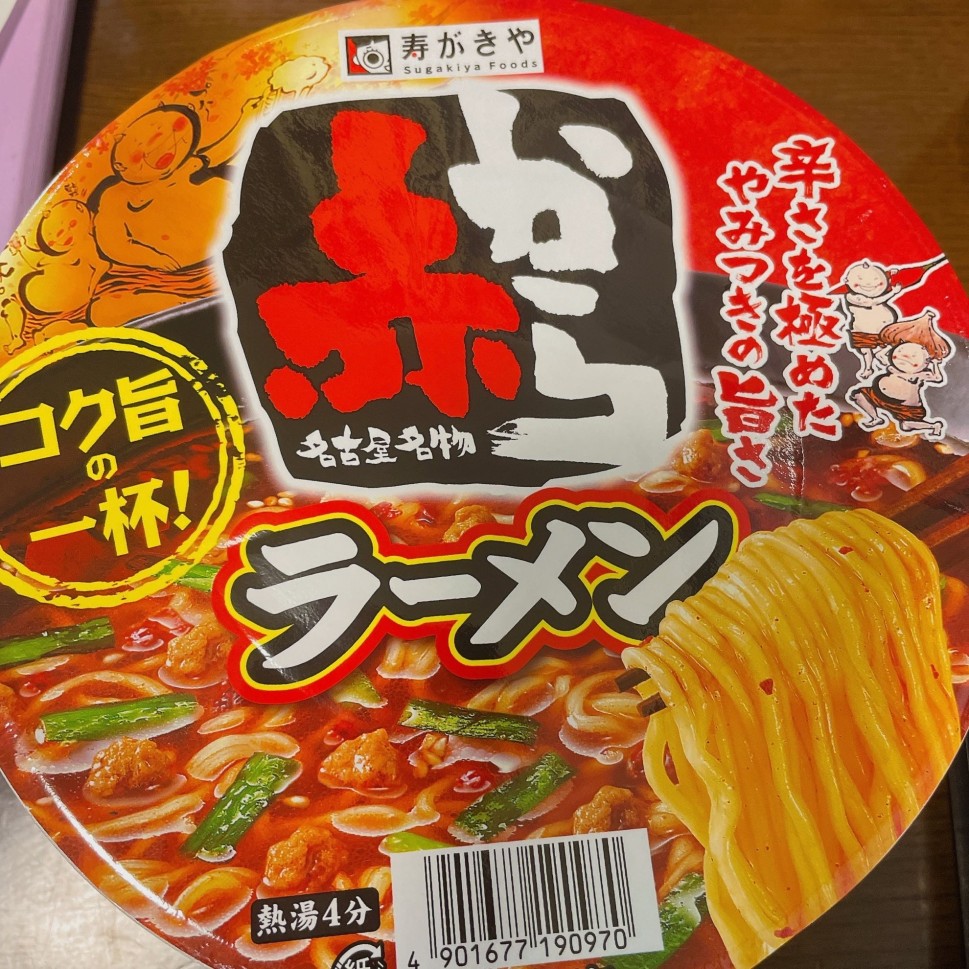 寿がきや
Sugakiya Foods
赤から
名古屋名物
ラーメン
辛さを極めた
やみつきの旨さ
コク旨
の
一杯!
熱湯4分
4 901677 190970